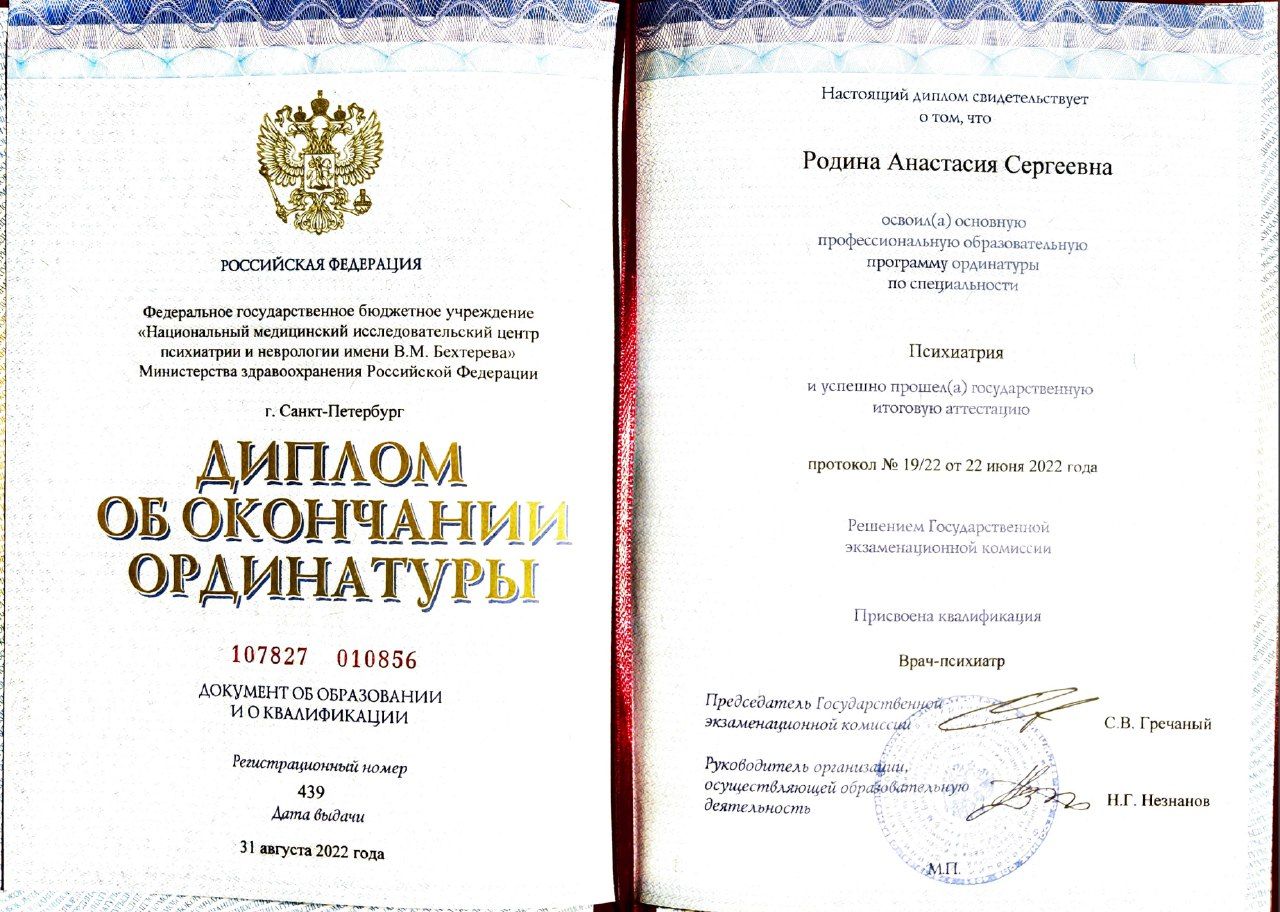 РОССИЙСКАЯ ФЕДЕРАЦИЯ
Федеральное государственное бюджетное учреждение
«Национальный медицинский исследовательский центр
психиатрии и неврологии имени В.М. Бехтерева»
Министерства здравоохранения Российской Федерации
г. Санкт-Петербург
ДИПЛОМ
ОБ ОКОНЧАНИИ
ОРДИНАТУРЫ
107827 010856
ДОКУМЕНТ ОБ ОБРАЗОВАНИИ
И О КВАЛИФИКАЦИИ
Регистрационный номер
439
Дата выдачи
31 августа 2022 года
Настоящий диплом свидетельствует
о том, что
Родина Анастасия Сергеевна
освоил(а) основную
профессиональную образовательную
программу ординатуры
по специальности
Психиатрия
и успешно прошел(а) государственную
итоговую аттестацию
протокол № 19/22 от 22 июня 2022 года
Решением Государственной
экзаменационной комиссии
Присвоена квалификация
Врач-психиатр
Председатель Государственной
экзаменационной комиссии
С.В. Гречаный
Руководитель организации,
осуществляющей образовательную
деятельность
Н.Г. Незнанов
М.П.